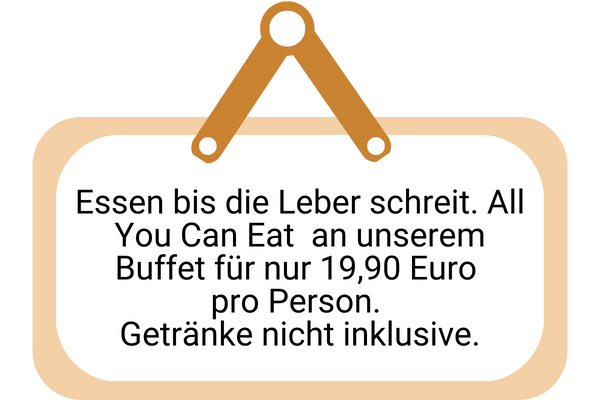 Essen bis die Leber schreit. All
You Can Eat  an unserem
Buffet für nur 19,90 Euro
pro Person.
Getränke nicht inklusive.